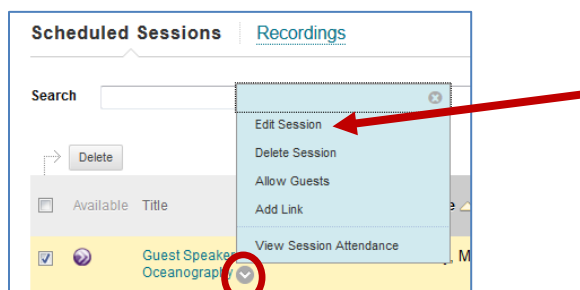 Scheduled Sessions Recordings
Search
Edit Session
Delete Session
Delete
Allow Guests
Available Title
Add Link
View Session Attendance
Guest Speaker
Oceanography